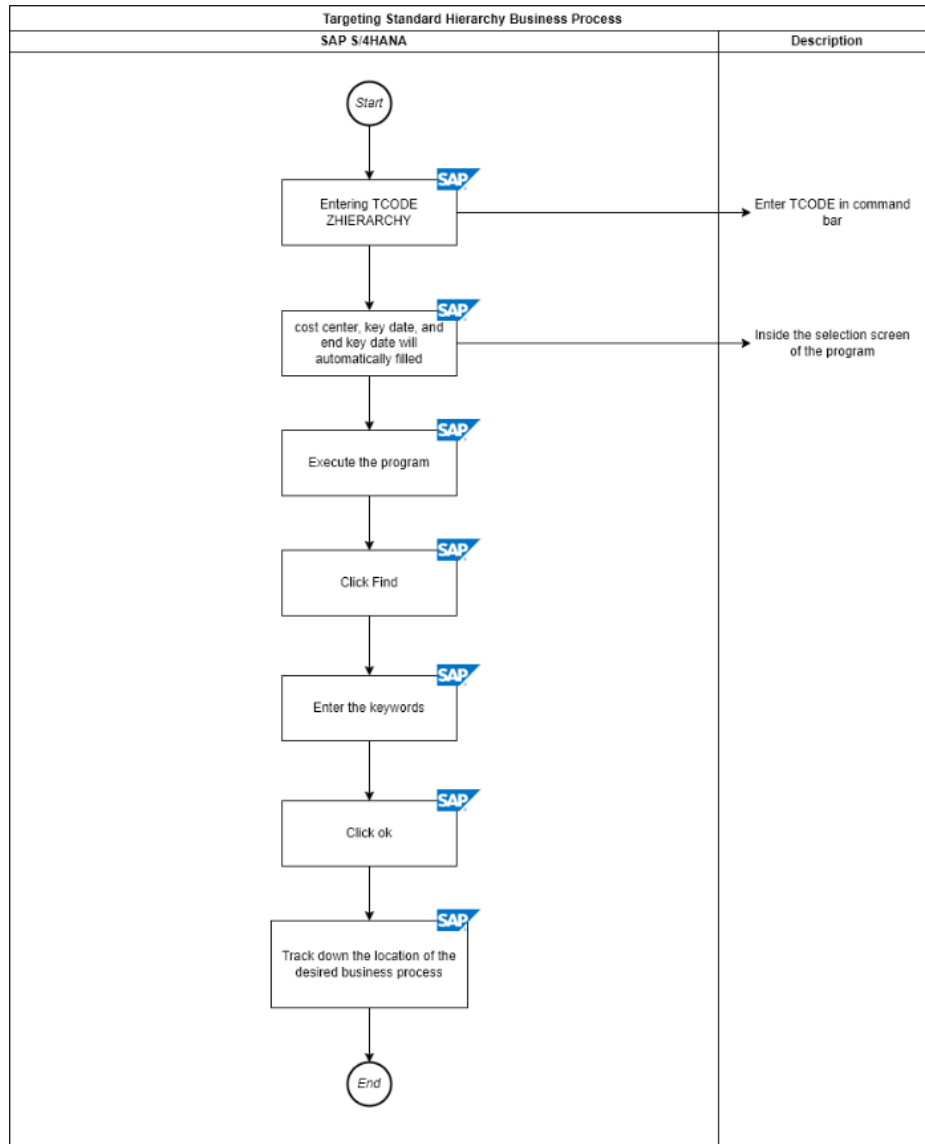 Targeting Standard Hierarchy Business Process
SAP S/4HANA
Description
Start
SAP
Entering TCODE
ZHIERARCHY
Enter TCODE in command
bar
SAP
cost center, key date, and
end key date will
automatically filled
Inside the selection screen
of the program
SAP
Execute the program
SAP
Click Find
SAP
Enter the keywords
SAP
Click ok
SAP
Track down the location of the
desired business process
End